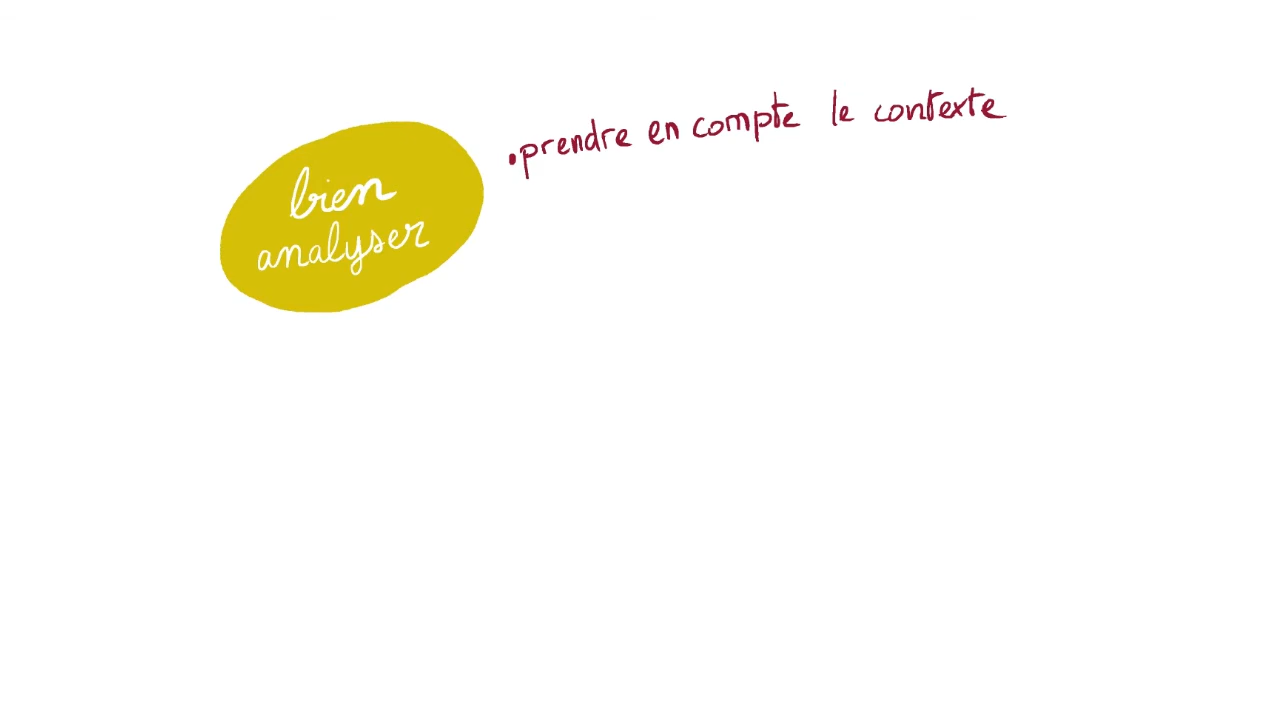 bien
analyser
• prendre en compte le contexte